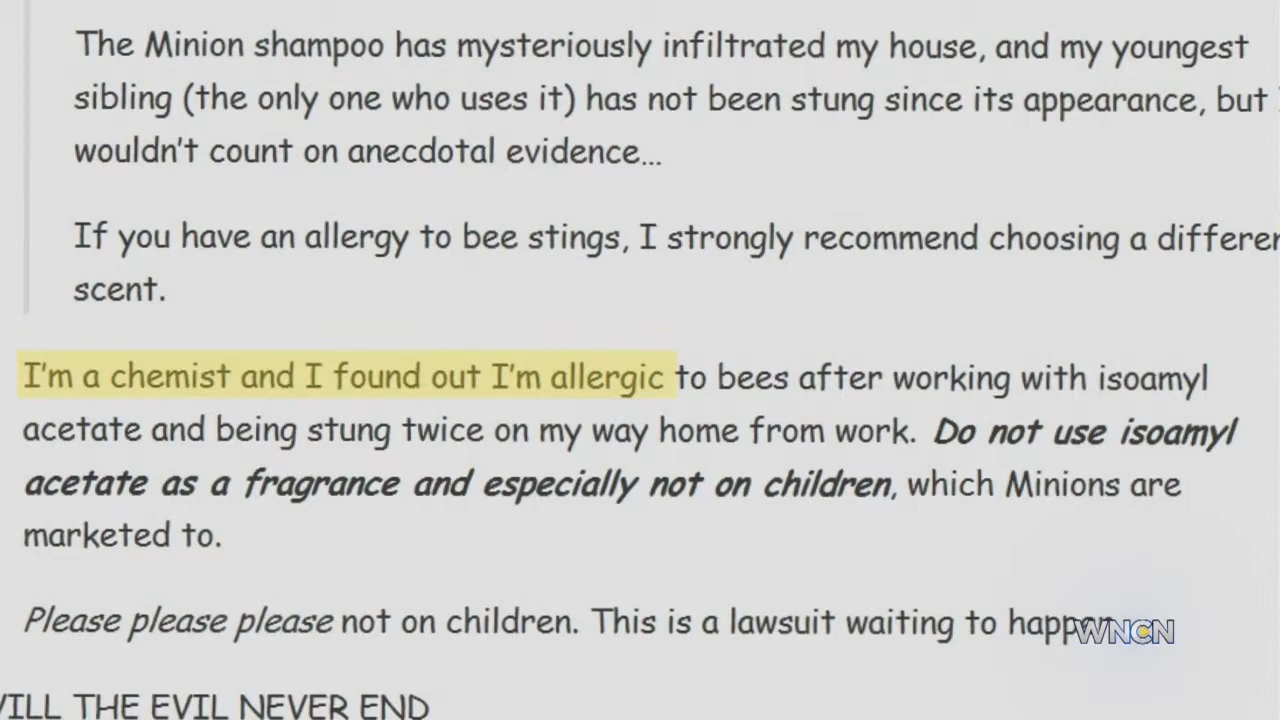 The Minion shampoo has mysteriously infiltrated my house, and my youngest
sibling (the only one who uses it) has not been stung since its appearance, but
wouldn't count on anecdotal evidence...
If you have an allergy to bee stings, I strongly recommend choosing a
scent.
I'm a chemist and I found out I'm allergic to bees after working with isoamyl
acetate and being stung twice on my way home from work. Do not use isoamyl
acetate as a fragrance and especially not on children, which Minions are
marketed to.
Please please please not on children. This is a lawsuit waiting to
WNCN
THE EVIL NEVER END